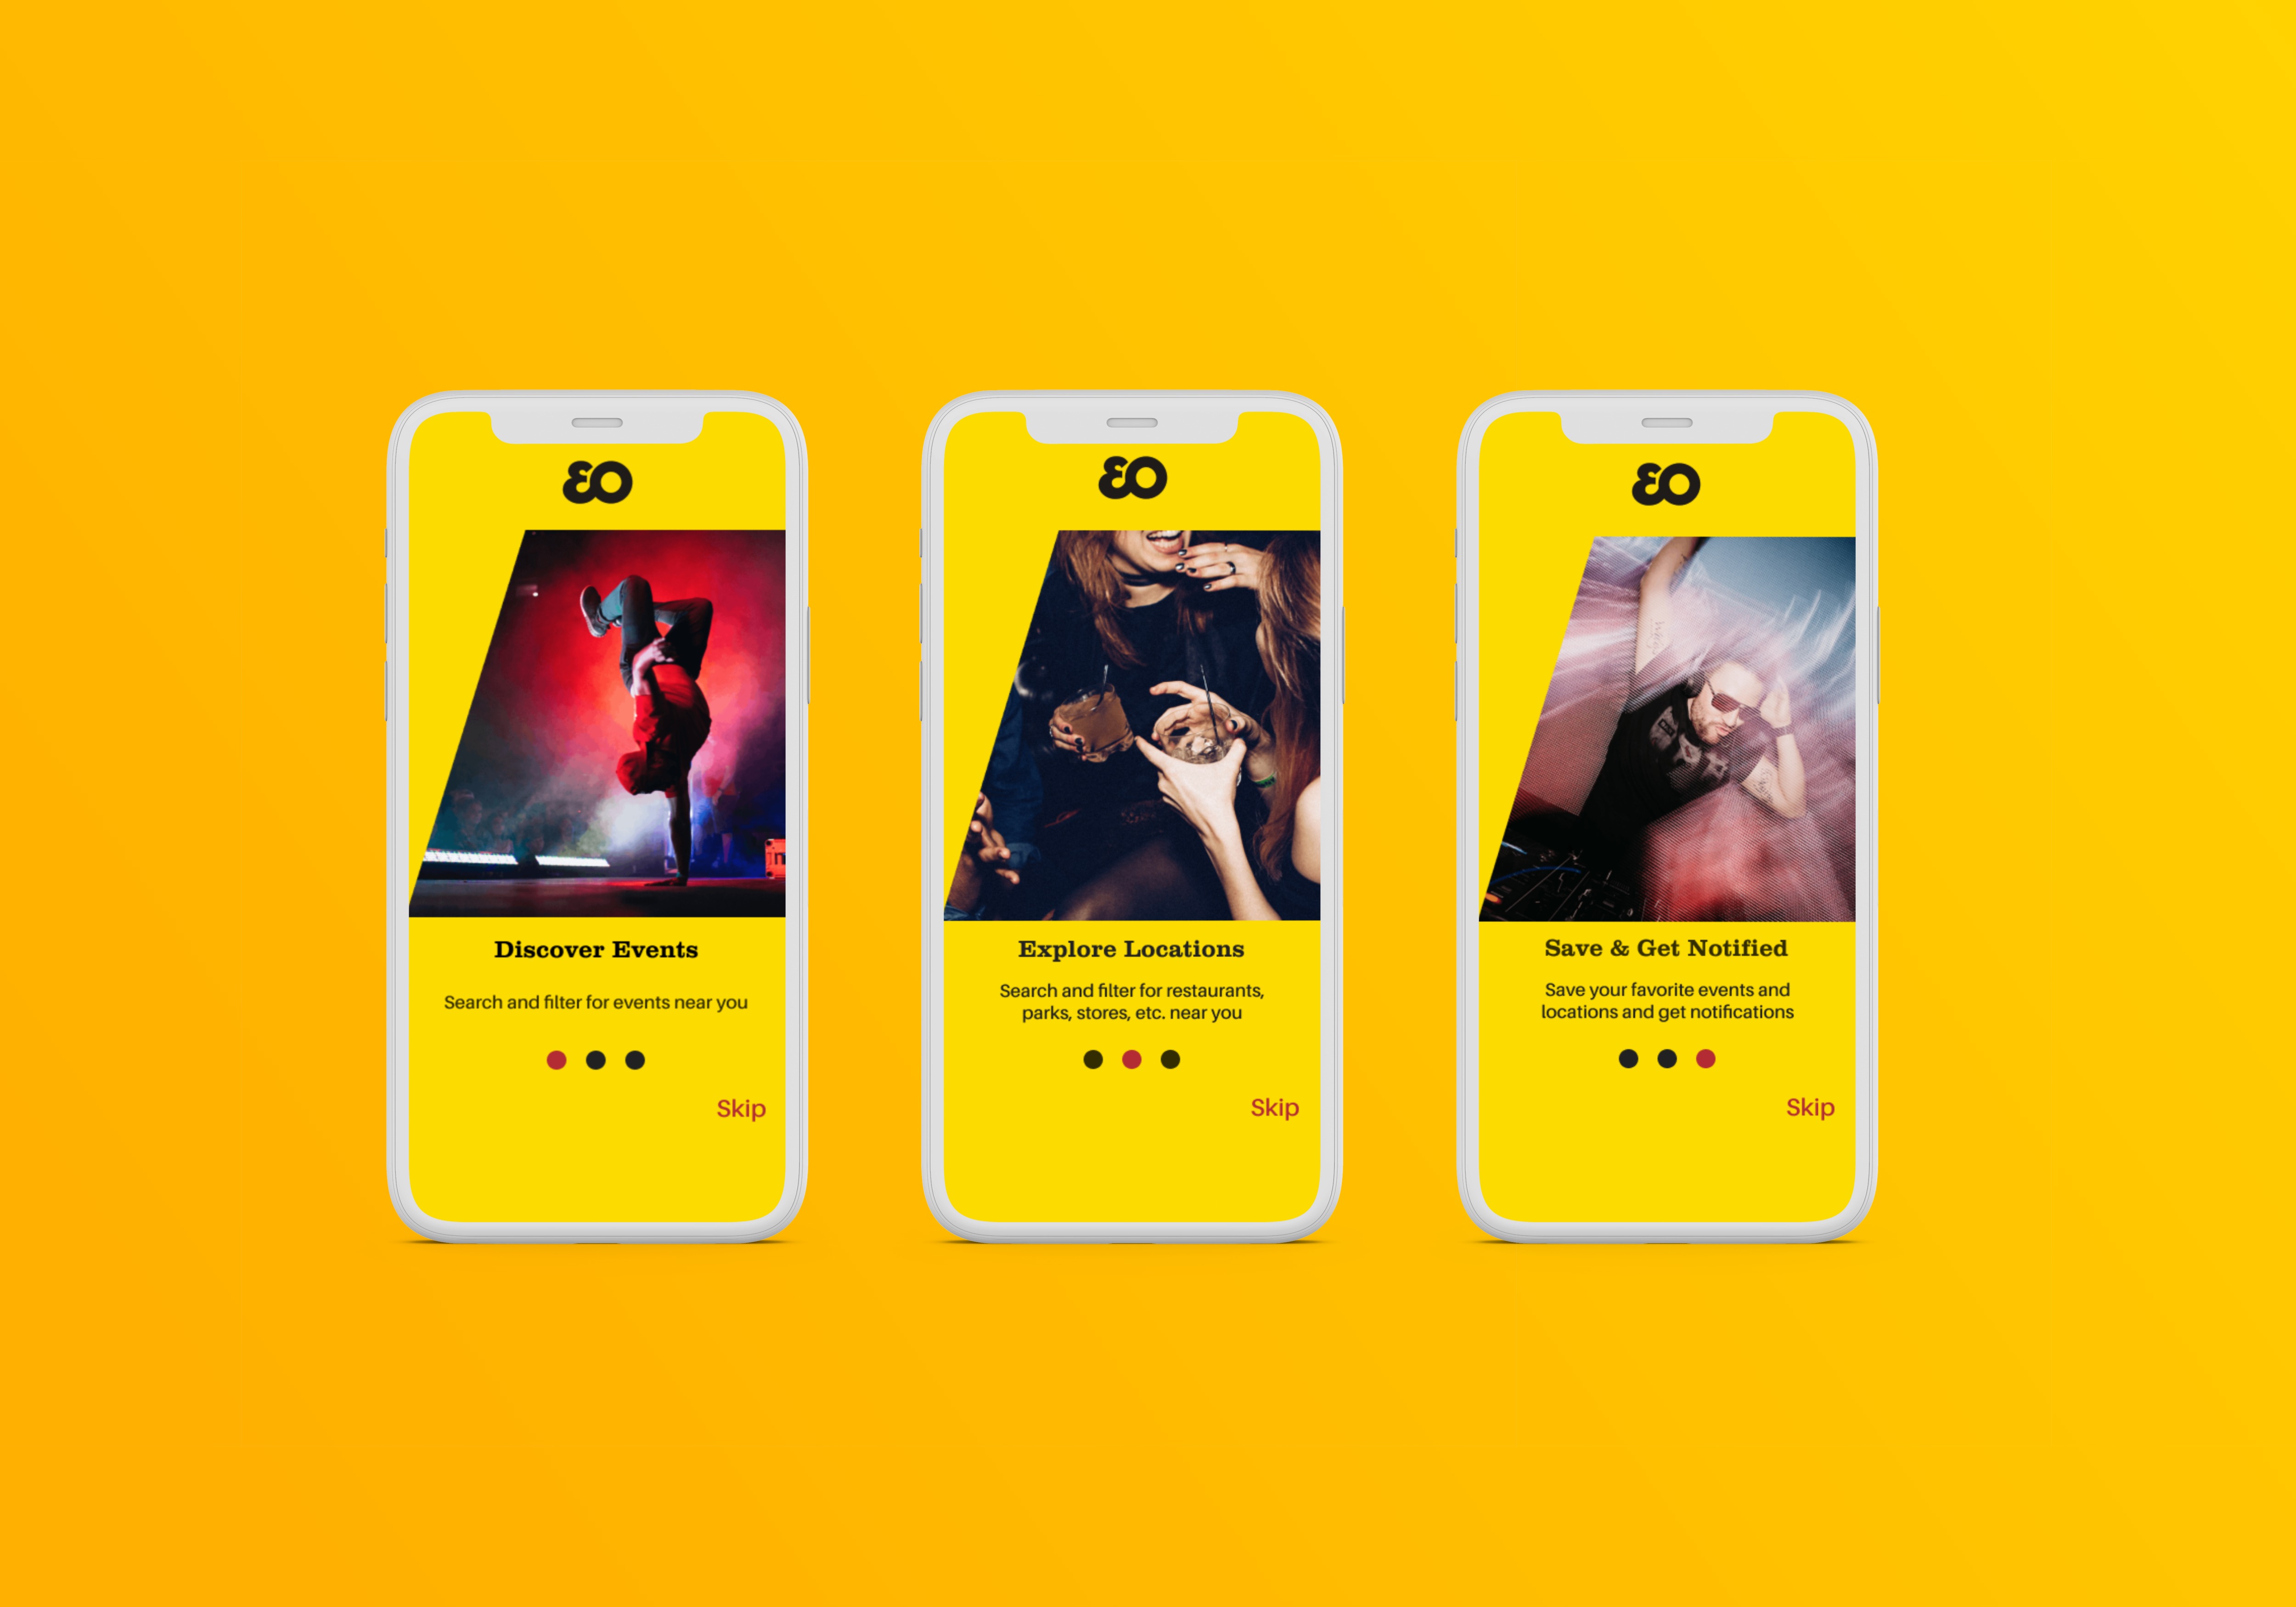 EO
Discover Events
Search and filter for events near you
Skip
EO
Explore Locations
Search and filter for restaurants,
parks, stores, etc. near you
Skip
EO
Save & Get Notified
Save your favorite events and
locations and get notifications
Skip